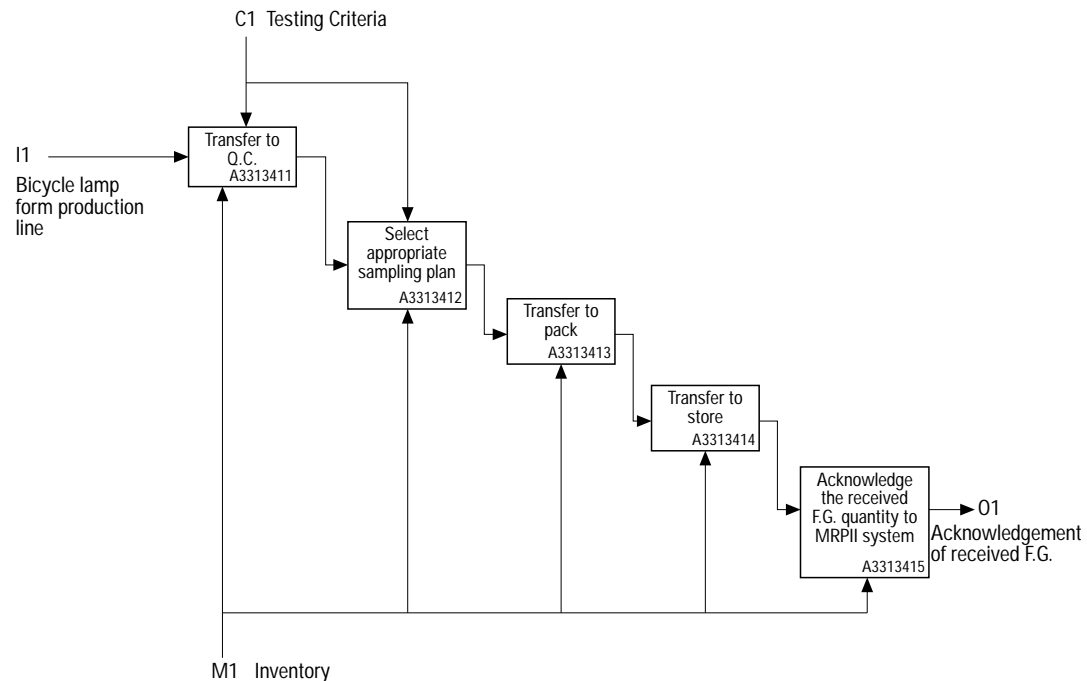 C1 Testing Criteria
Transfer to
Q.C.
A3313411
I1
Bicycle lamp
form production
line
Select
appropriate
sampling plan
A3313412
Transfer to
pack
A3313413
Transfer to
store
A3313414
Acknowledge
the received
F.G. quantity to
MRPII system
A3313415
O1
Acknowledgement
of received F.G.
M1 Inventory